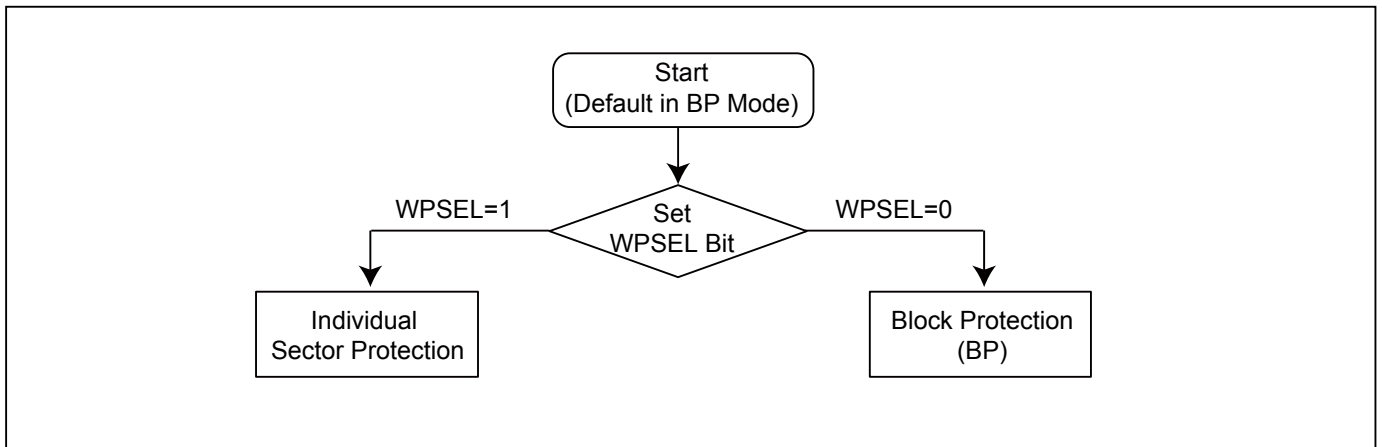 Start
(Default in BP Mode)
WPSEL=1
Set
WPSEL Bit
WPSEL=0
Individual
Sector Protection
Block Protection
(BP)